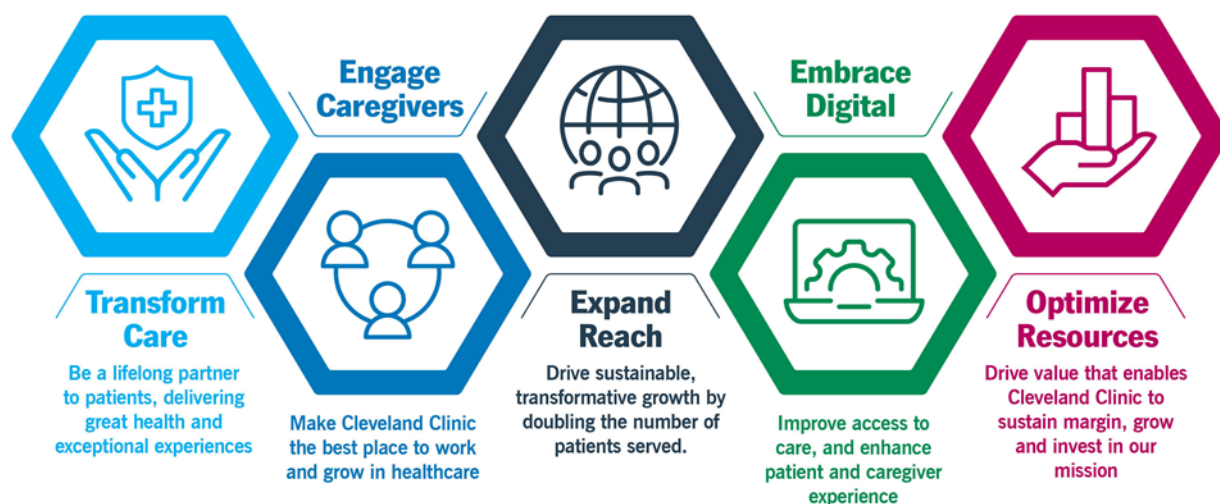 Transform
Care
Be a lifelong partner
to patients, delivering
great health and
exceptional experiences
Engage
Caregivers
Make Cleveland Clinic
the best place to work
and grow in healthcare
Expand
Reach
Drive sustainable,
transformative growth by
doubling the number of
patients served.
Embrace
Digital
Improve access to
care, and enhance
patient and caregiver
experience
Optimize
Resources
Drive value that enables
Cleveland Clinic to
sustain margin, grow
and invest in our
mission